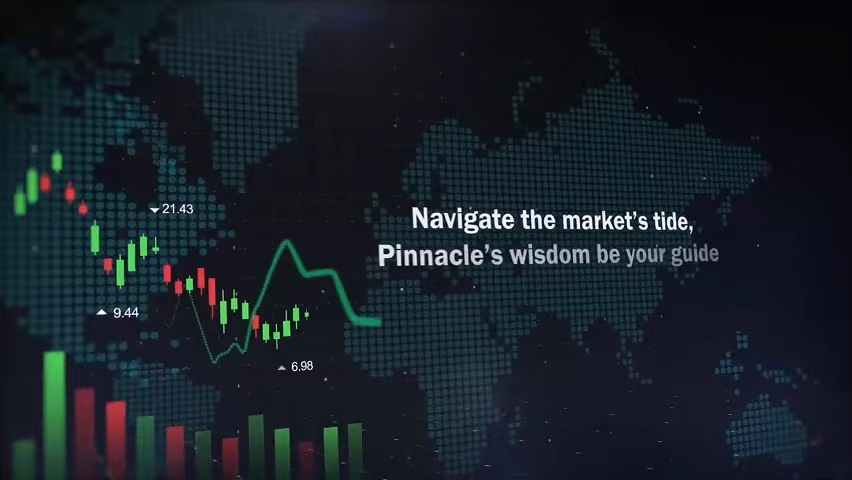 21.43
Navigate the market's tide,
Pinnacle's wisdom be your guide
9.44
6.98